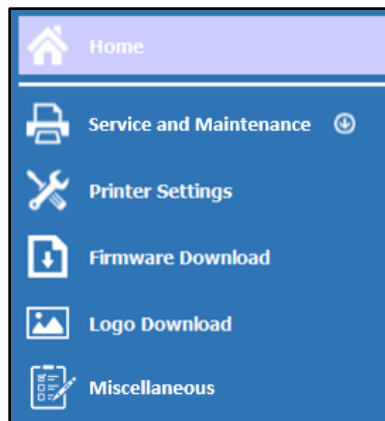 Home
Service and Maintenance
Printer Settings
Firmware Download
Logo Download
Miscellaneous